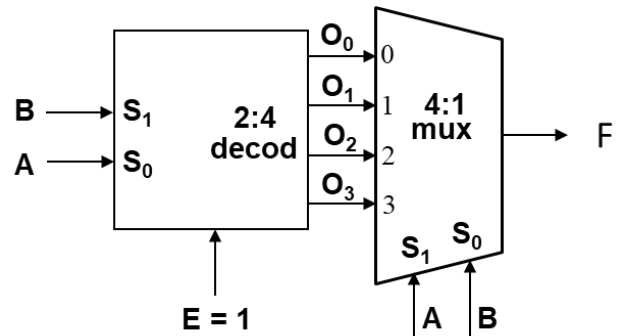 O₀
0
O₁
1
B
S₁
2:4
decod
4:1
mux
F
A
S₀
O₂
2
O₃
3
S₁
S₀
E = 1
A
B